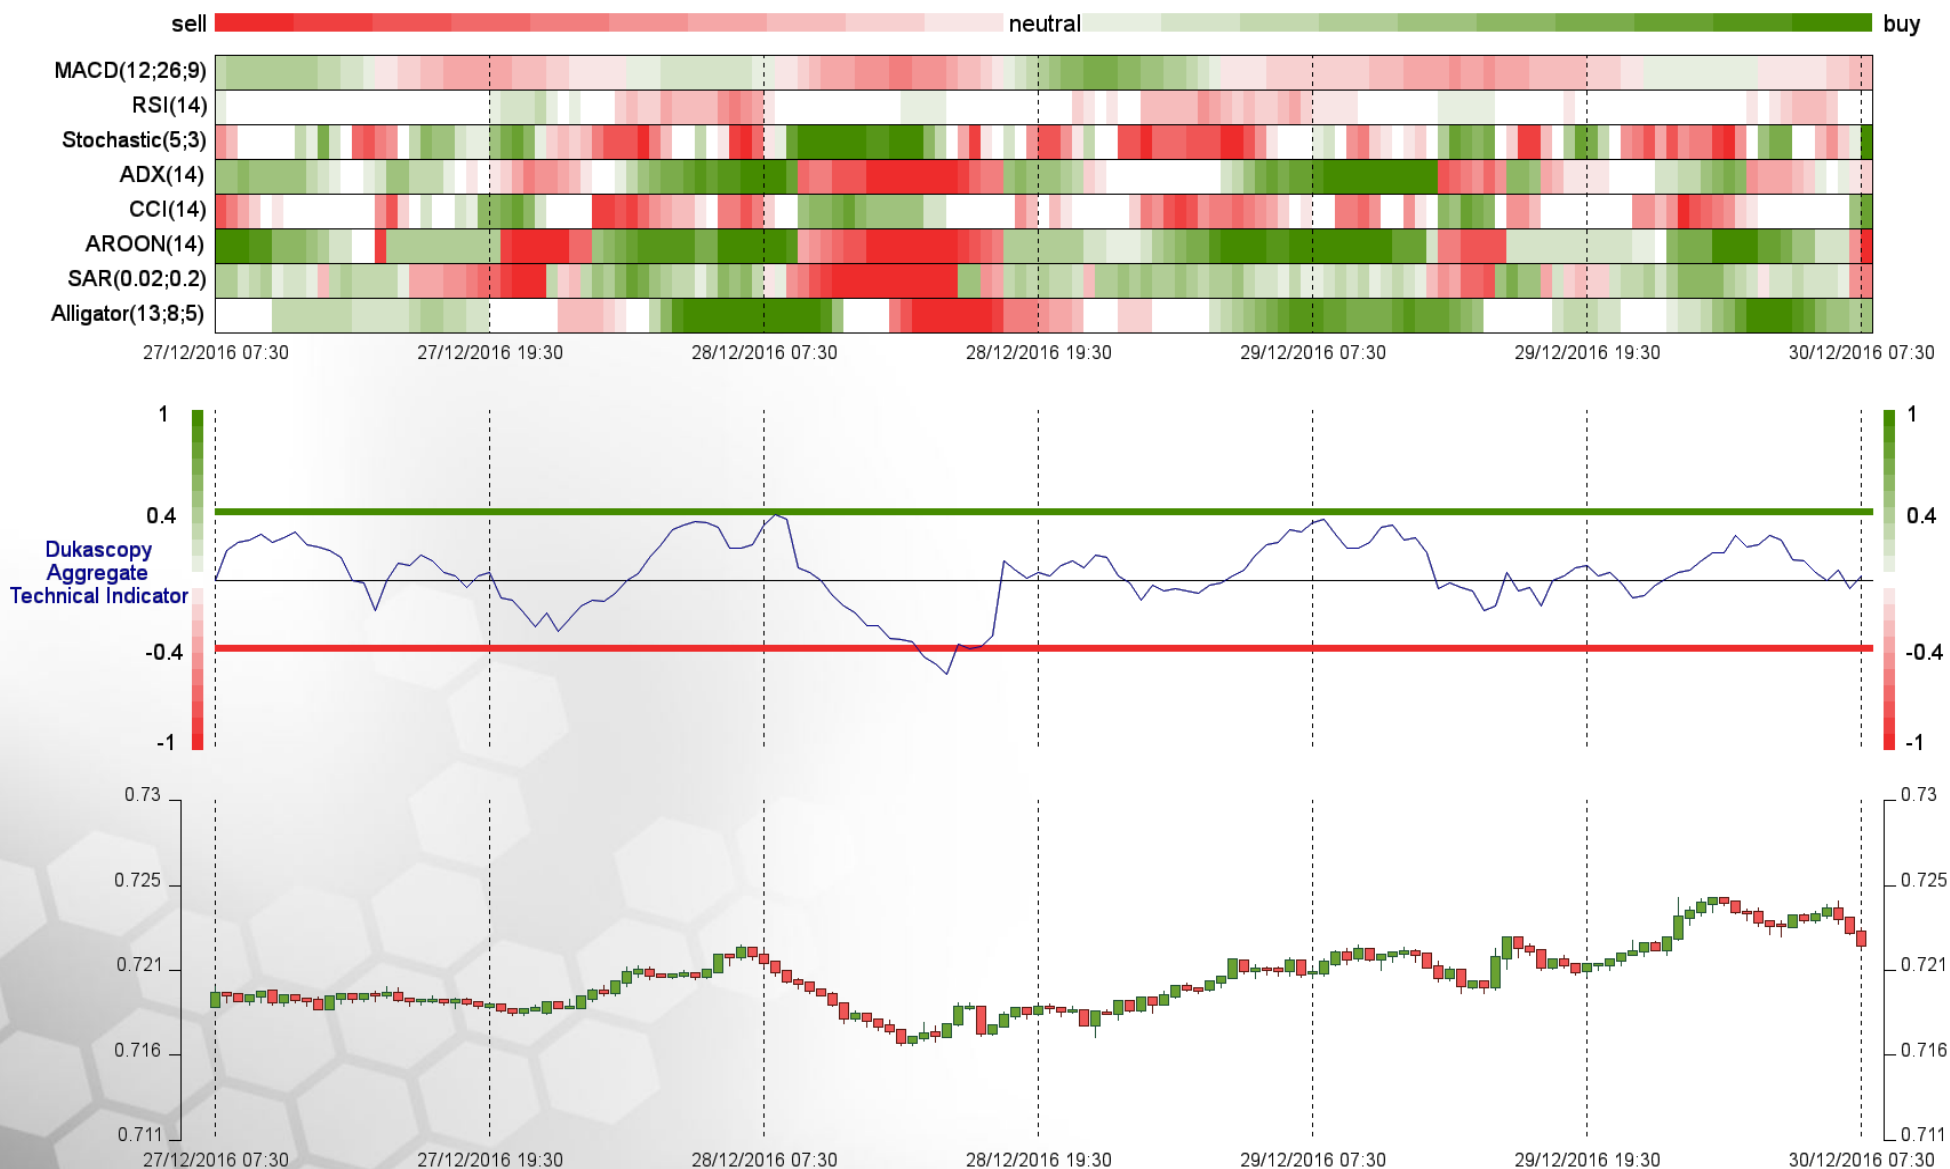 sell neutral buy
MACD(12;26;9)
RSI(14)
Stochastic(5;3)
ADX(14)
CCI(14)
AROON(14)
SAR(0.02;0.2)
Alligator(13;8;5)
27/12/2016 07:30 27/12/2016 19:30 28/12/2016 07:30 28/12/2016 19:30 29/12/2016 07:30 29/12/2016 19:30 30/12/2016 07:30
1 1
0.4 0.4
Dukascopy
Aggregate
Technical Indicator
-0.4 -0.4
-1 -1
0.73 0.73
0.725 0.725
0.721 0.721
0.716 0.716
0.711 0.711
27/12/2016 07:30 27/12/2016 19:30 28/12/2016 07:30 28/12/2016 19:30 29/12/2016 07:30 29/12/2016 19:30 30/12/2016 07:30